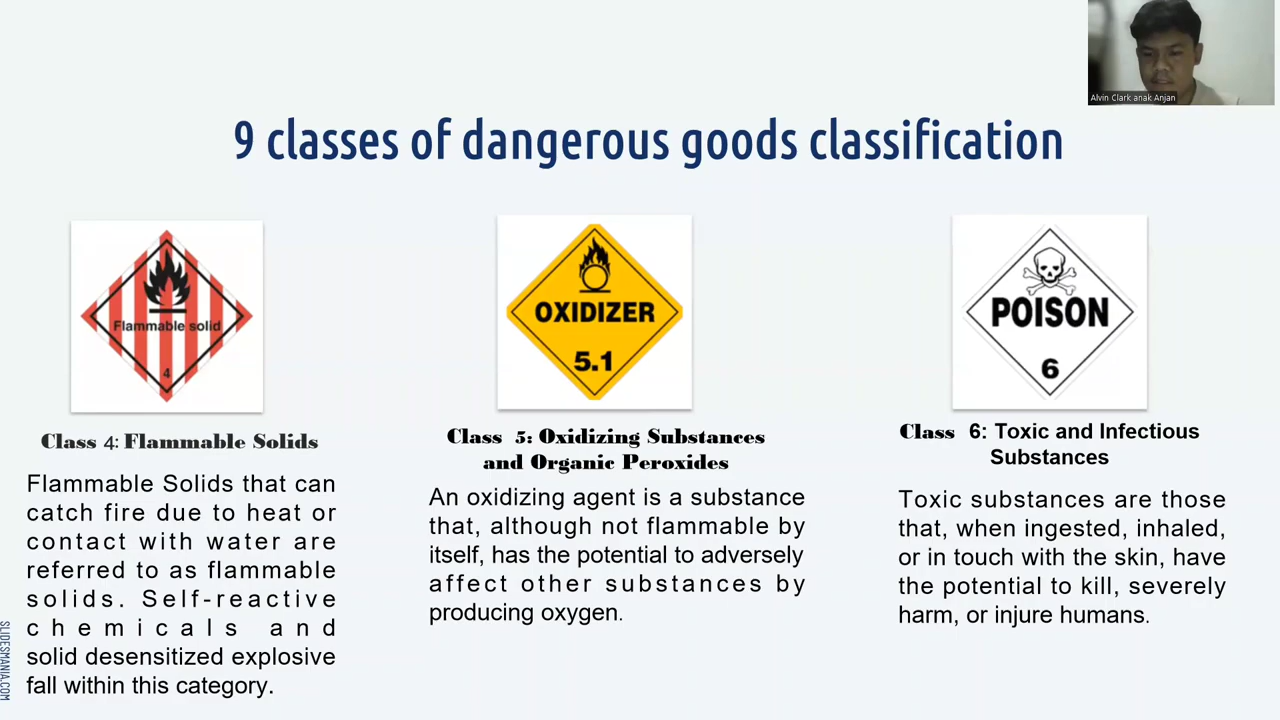 Alvin Clark anak Anjan
9 classes of dangerous goods classification
Flammable solid
4
Class 4: Flammable Solids
Flammable Solids that can
catch fire due to heat or
contact with water are
referred to as flammable
solids. Self-reactive
chemicals and
solid desensitized explosive
fall within this category.
OXIDIZER
5.1
Class 5: Oxidizing Substances
and Organic Peroxides
An oxidizing agent is a substance
that, although not flammable by
itself, has the potential to adversely
affect other substances by
producing oxygen.
POISON
6
Class 6: Toxic and Infectious
Substances
Toxic substances are those
that, when ingested, inhaled,
or in touch with the skin, have
the potential to kill, severely
harm, or injure humans.
SLIDESMANIA.COM